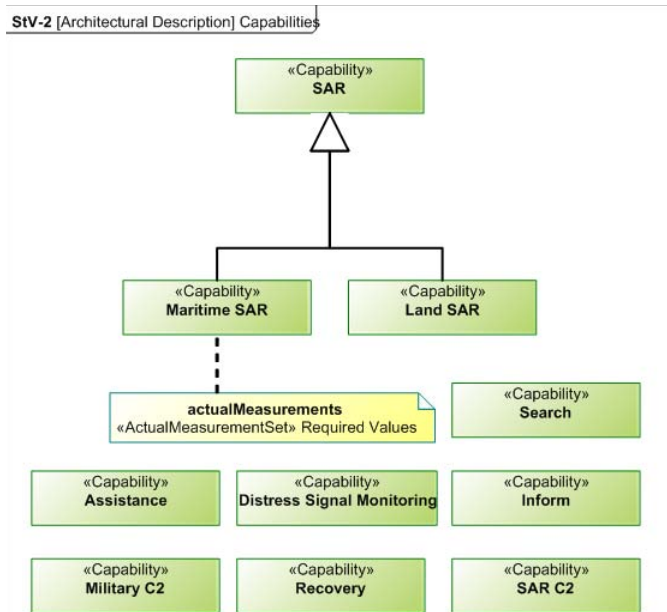 StV-2 [Architectural Description] Capabilities
«Capability»
SAR
«Capability»
Maritime SAR
«Capability»
Land SAR
actualMeasurements
«ActualMeasurementSet» Required Values
«Capability»
Search
«Capability»
Assistance
«Capability»
Distress Signal Monitoring
«Capability»
Inform
«Capability»
Military C2
«Capability»
Recovery
«Capability»
SAR C2